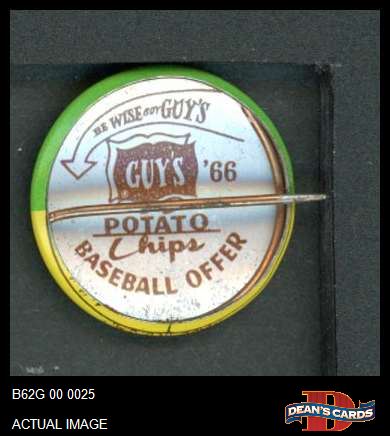 BE WISE BUY GUY'S
GUY'S '66
POTATO
Chips
BASEBALL OFFER
B62G 00 0025
ACTUAL IMAGE
D
DEAN'S CARDS